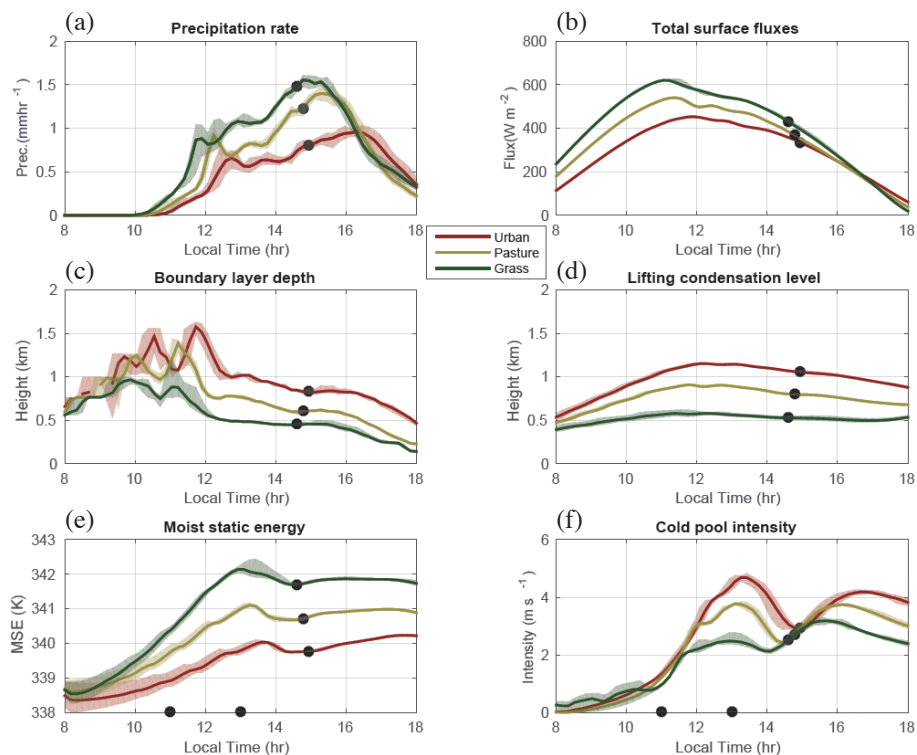 (a) Precipitation rate
Prec.(mmhr -1)
2
1.5
1
0.5
0
8 10 12 14 16 18
Local Time (hr)
(b) Total surface fluxes
Flux(W m-2)
800
600
400
200
0
8 10 12 14 16 18
Local Time (hr)
Urban
Pasture
Grass
(c) Boundary layer depth
Height (km)
2
1.5
1
0.5
0
8 10 12 14 16 18
Local Time (hr)
(d) Lifting condensation level
Height (km)
2
1.5
1
0.5
0
8 10 12 14 16 18
Local Time (hr)
(e) Moist static energy
MSE (K)
343
342
341
340
339
338
8 10 12 14 16 18
Local Time (hr)
(f) Cold pool intensity
Intensity (m s -1)
6
4
2
0
8 10 12 14 16 18
Local Time (hr)